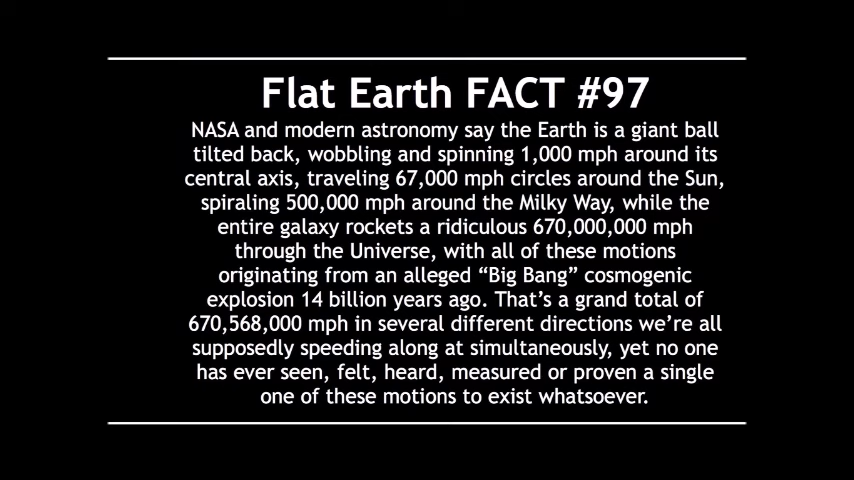 Flat Earth FACT #97
NASA and modern astronomy say the Earth is a giant ball
tilted back, wobbling and spinning 1,000 mph around its
central axis, traveling 67,000 mph circles around the Sun,
spiraling 500,000 mph around the Milky Way, while the
entire galaxy rockets a ridiculous 670,000,000 mph
through the Universe, with all of these motions
originating from an alleged “Big Bang” cosmogenic
explosion 14 billion years ago. That’s a grand total of
670,568,000 mph in several different directions we’re all
supposedly speeding along at simultaneously, yet no one
has ever seen, felt, heard, measured or proven a single
one of these motions to exist whatsoever.